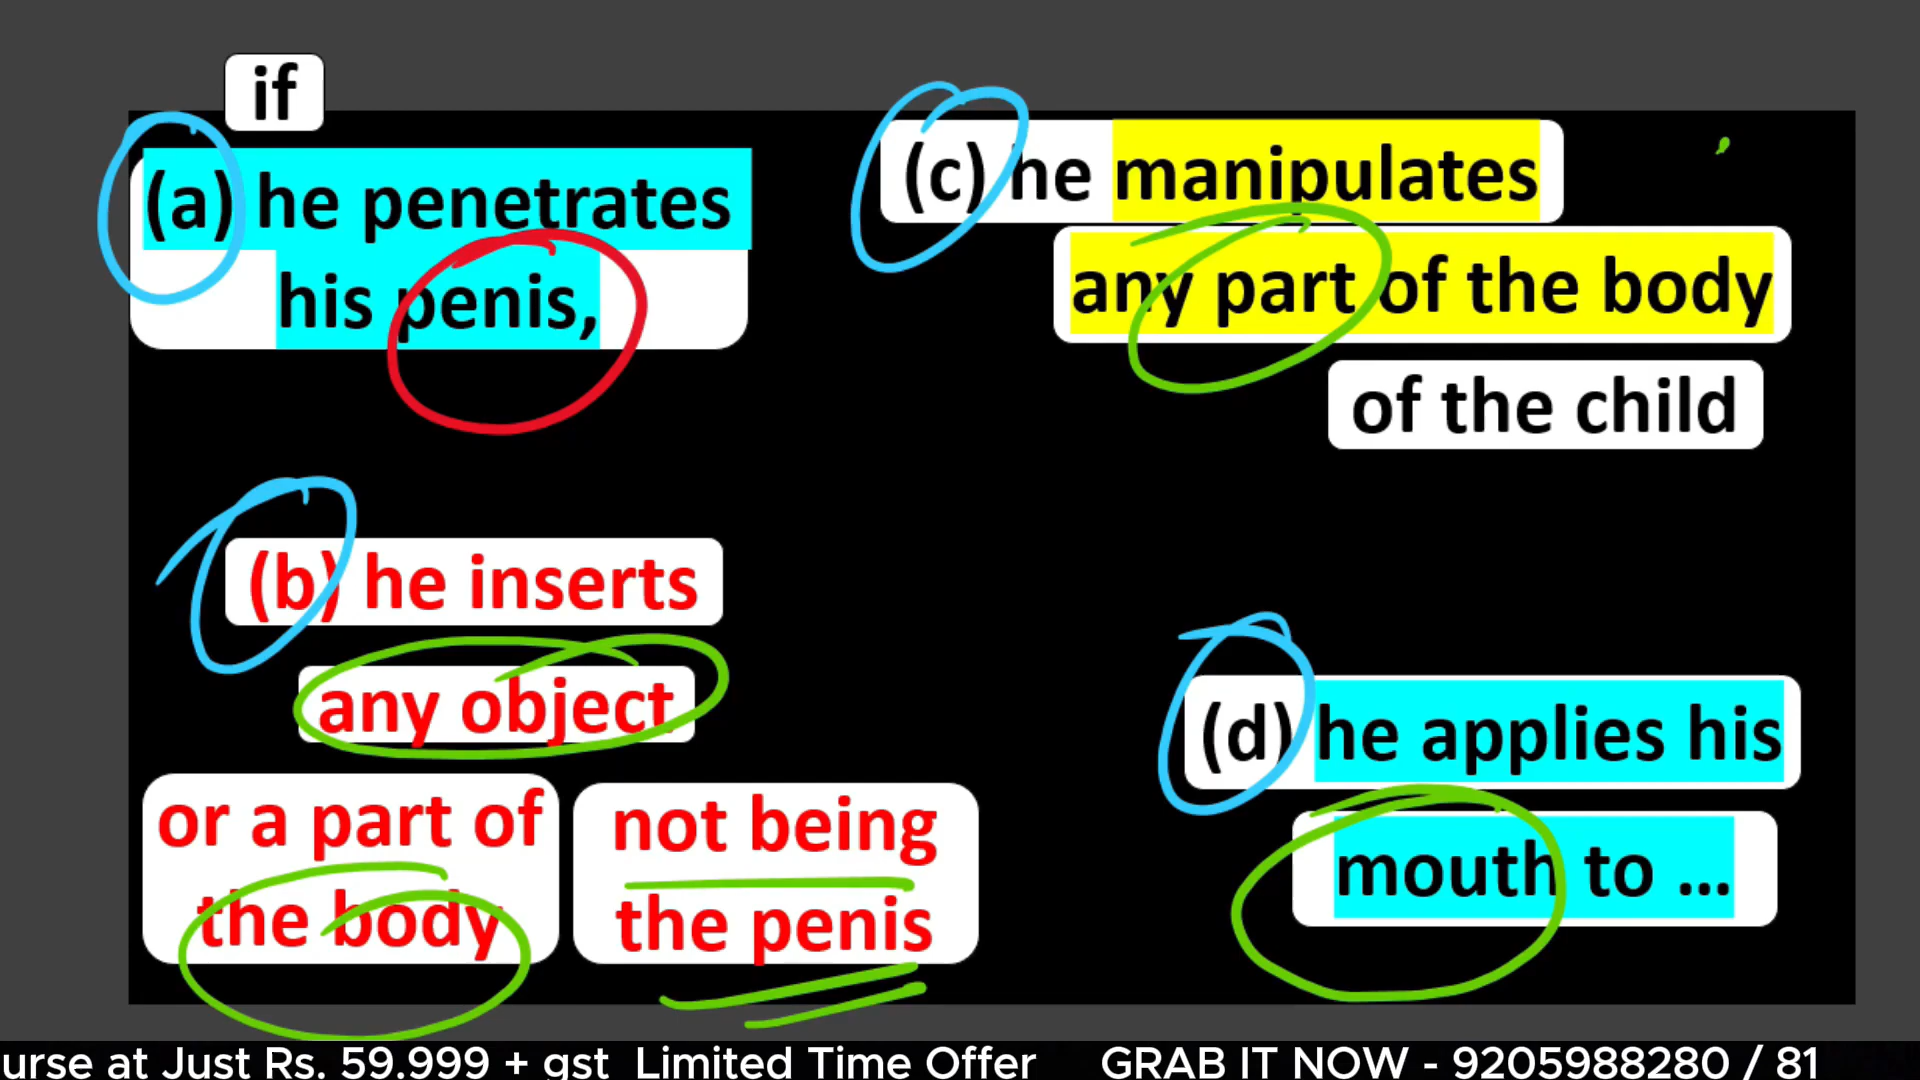 if
(a) he penetrates
his penis,
(b) he inserts
any object
or a part of
the body
not being
the penis
(c) he manipulates
any part of the body
of the child
(d) he applies his
mouth to ...
urse at Just Rs. 59.999 + gst Limited Time Offer GRAB IT NOW - 9205988280 / 81